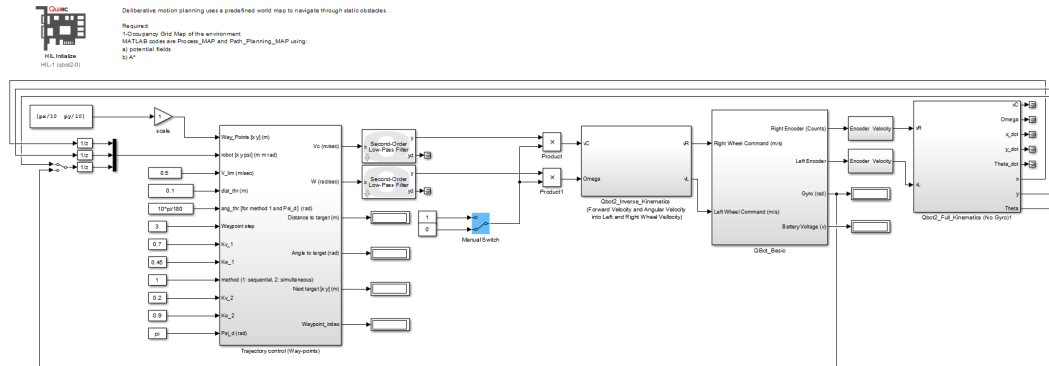 QUARC
HIL Initialize
HIL-1 (qbot2-0)
Deliberative motion planning uses a predefined world map to navigate through static obstacles.
Required:
1-Occupancy Grid Map of the environment
MATLAB codes are Process_MAP and Path_Planning_MAP using:
a) potential fields
b) A*
[px/10 py/10]
1
scale
1/z
1/z
1/z
0.5
0.1
10*pi/180
3
0.7
0.45
1
0.2
0.9
pi
Way_Points [x y] (m)
robot [x y psi] (m m rad)
V_lim (m/sec)
dist_thr (m)
ang_thr [for method 1 and Psi_d] (rad)
Waypoint step
Kv_1
Kw_1
method (1: sequential, 2: simultaneous)
Kv_2
Kw_2
Psi_d (rad)
Vc (m/sec)
W (rad/sec)
Distance to target (m)
Angle to target (rad)
Next target [x y] (m)
Waypoint_index
Trajectory control (Way-points)
x
Second-Order
Low-Pass Filter
y
yd
x
Second-Order
Low-Pass Filter
y
yd
1
0
Manual Switch
×
Product
×
Product1
vC
Omega
vR
vL
Qbot2_Inverse_Kinematics
(Forward Velocity and Angular Velocity
into Left and Right Wheel Vellocity)
Right Wheel Command (m/s)
Left Wheel Command (m/s)
Right Encoder (Counts)
Left Encoder
Gyro (rad)
Battery Voltage (v)
QBot_Basic
Encoder Velocity
Encoder Velocity
vR
vL
vC
Omega
x_dot
y_dot
Theta_dot
x
y
Theta
Qbot2_Full_Kinematics (No Gyro)1